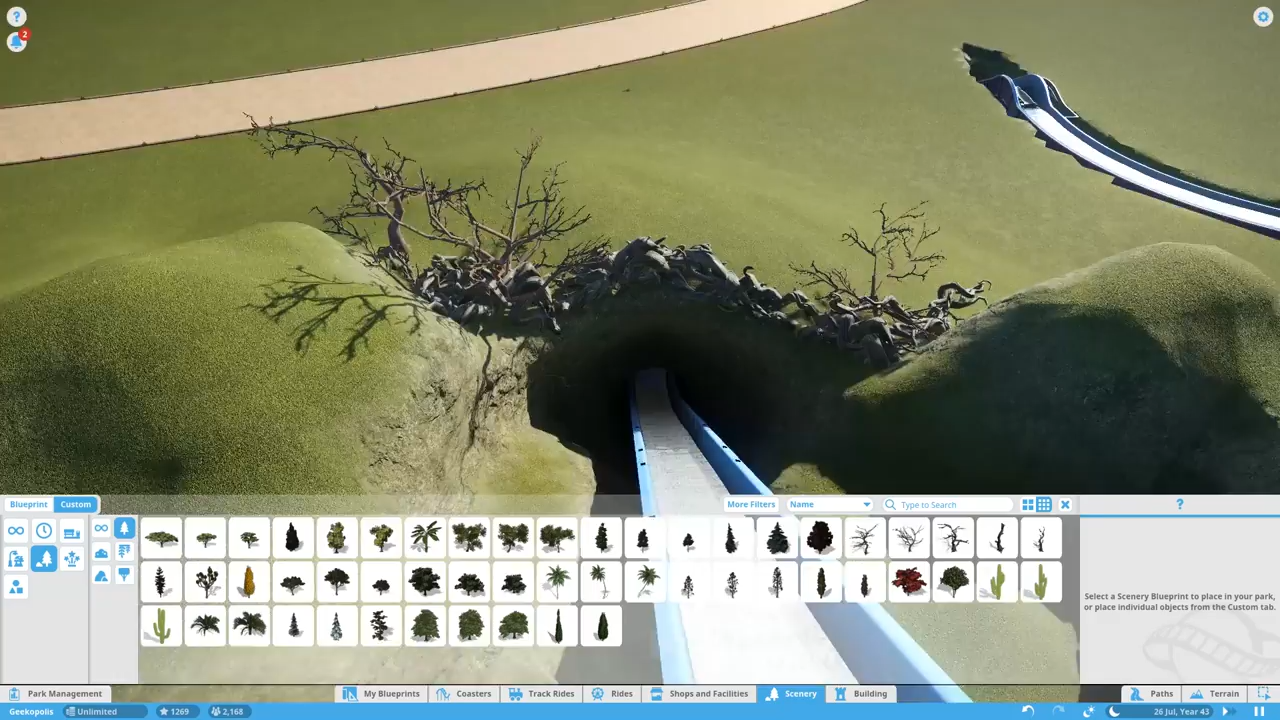 ?
2
Blueprint Custom
More Filters Name Type to Search
?
Select a Scenery Blueprint to place in your park,
or place individual objects from the Custom tab.
Park Management My Blueprints Coasters Track Rides Rides Shops and Facilities Scenery Building Paths Terrain
Geekopolis Unlimited 1269 2,168 26 Jul, Year 43